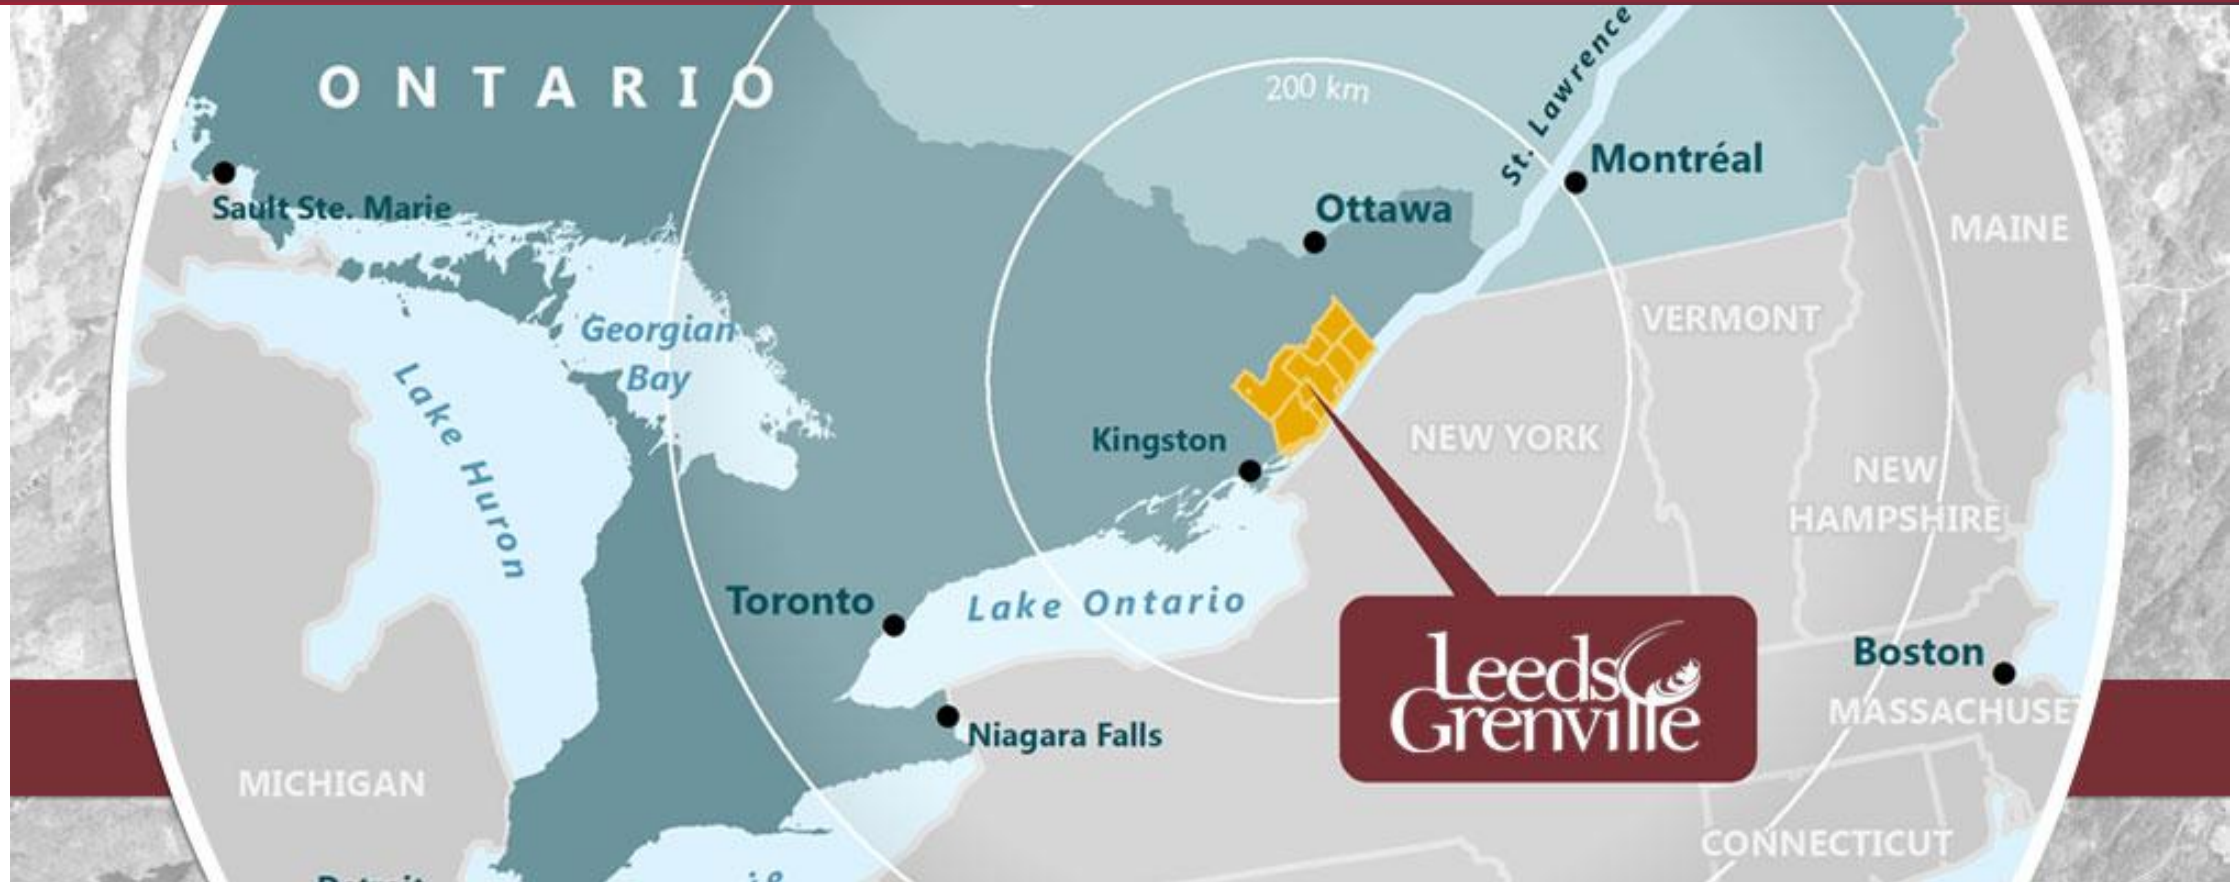 ONTARIO
200 km
St. Lawrence
Montréal
Sault Ste. Marie
Ottawa
MAINE
Georgian
Bay
VERMONT
Lake Huron
Kingston
NEW YORK
NEW
HAMPSHIRE
Toronto
Lake Ontario
Leeds
Grenville
Boston
MASSACHUSE
Niagara Falls
MICHIGAN
CONNECTICUT
Detroit